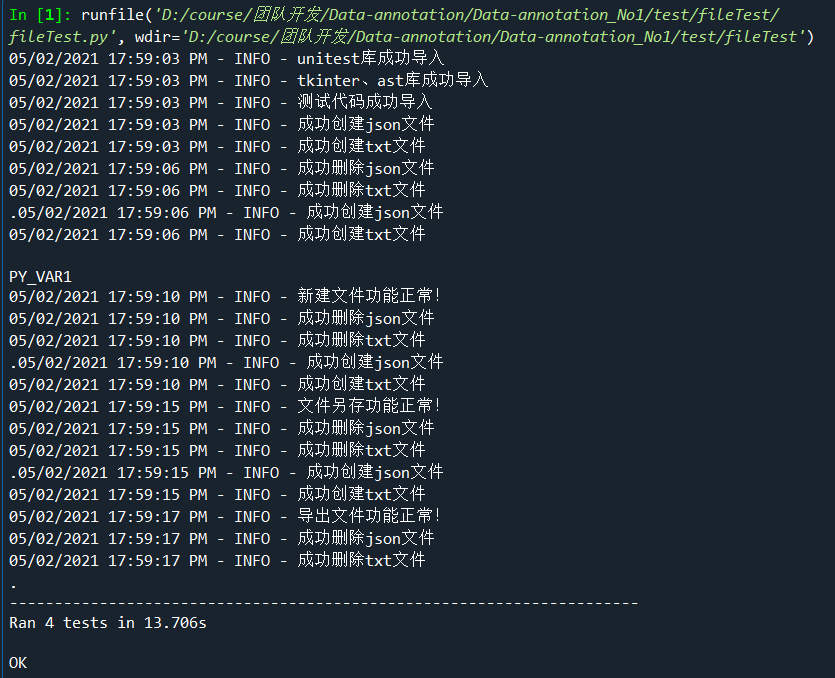 In [1]: runfile('D:/course/团队开发/Data-annotation/Data-annotation_No1/test/fileTest/
fileTest.py', wdir='D:/course/团队开发/Data-annotation/Data-annotation_No1/test/fileTest')
05/02/2021 17:59:03 PM - INFO - unitest库成功导入
05/02/2021 17:59:03 PM - INFO - tkinter、ast库成功导入
05/02/2021 17:59:03 PM - INFO - 测试代码成功导入
05/02/2021 17:59:03 PM - INFO - 成功创建json文件
05/02/2021 17:59:03 PM - INFO - 成功创建txt文件
05/02/2021 17:59:06 PM - INFO - 成功删除json文件
05/02/2021 17:59:06 PM - INFO - 成功删除txt文件
.05/02/2021 17:59:06 PM - INFO - 成功创建json文件
05/02/2021 17:59:06 PM - INFO - 成功创建txt文件
PY_VAR1
05/02/2021 17:59:10 PM - INFO - 新建文件功能正常!
05/02/2021 17:59:10 PM - INFO - 成功删除json文件
05/02/2021 17:59:10 PM - INFO - 成功删除txt文件
.05/02/2021 17:59:10 PM - INFO - 成功创建json文件
05/02/2021 17:59:10 PM - INFO - 成功创建txt文件
05/02/2021 17:59:15 PM - INFO - 文件另存功能正常!
05/02/2021 17:59:15 PM - INFO - 成功删除json文件
05/02/2021 17:59:15 PM - INFO - 成功删除txt文件
.05/02/2021 17:59:15 PM - INFO - 成功创建json文件
05/02/2021 17:59:15 PM - INFO - 成功创建txt文件
05/02/2021 17:59:17 PM - INFO - 导出文件功能正常!
05/02/2021 17:59:17 PM - INFO - 成功删除json文件
05/02/2021 17:59:17 PM - INFO - 成功删除txt文件
.
----------------------------------------------------------------------
Ran 4 tests in 13.706s
OK